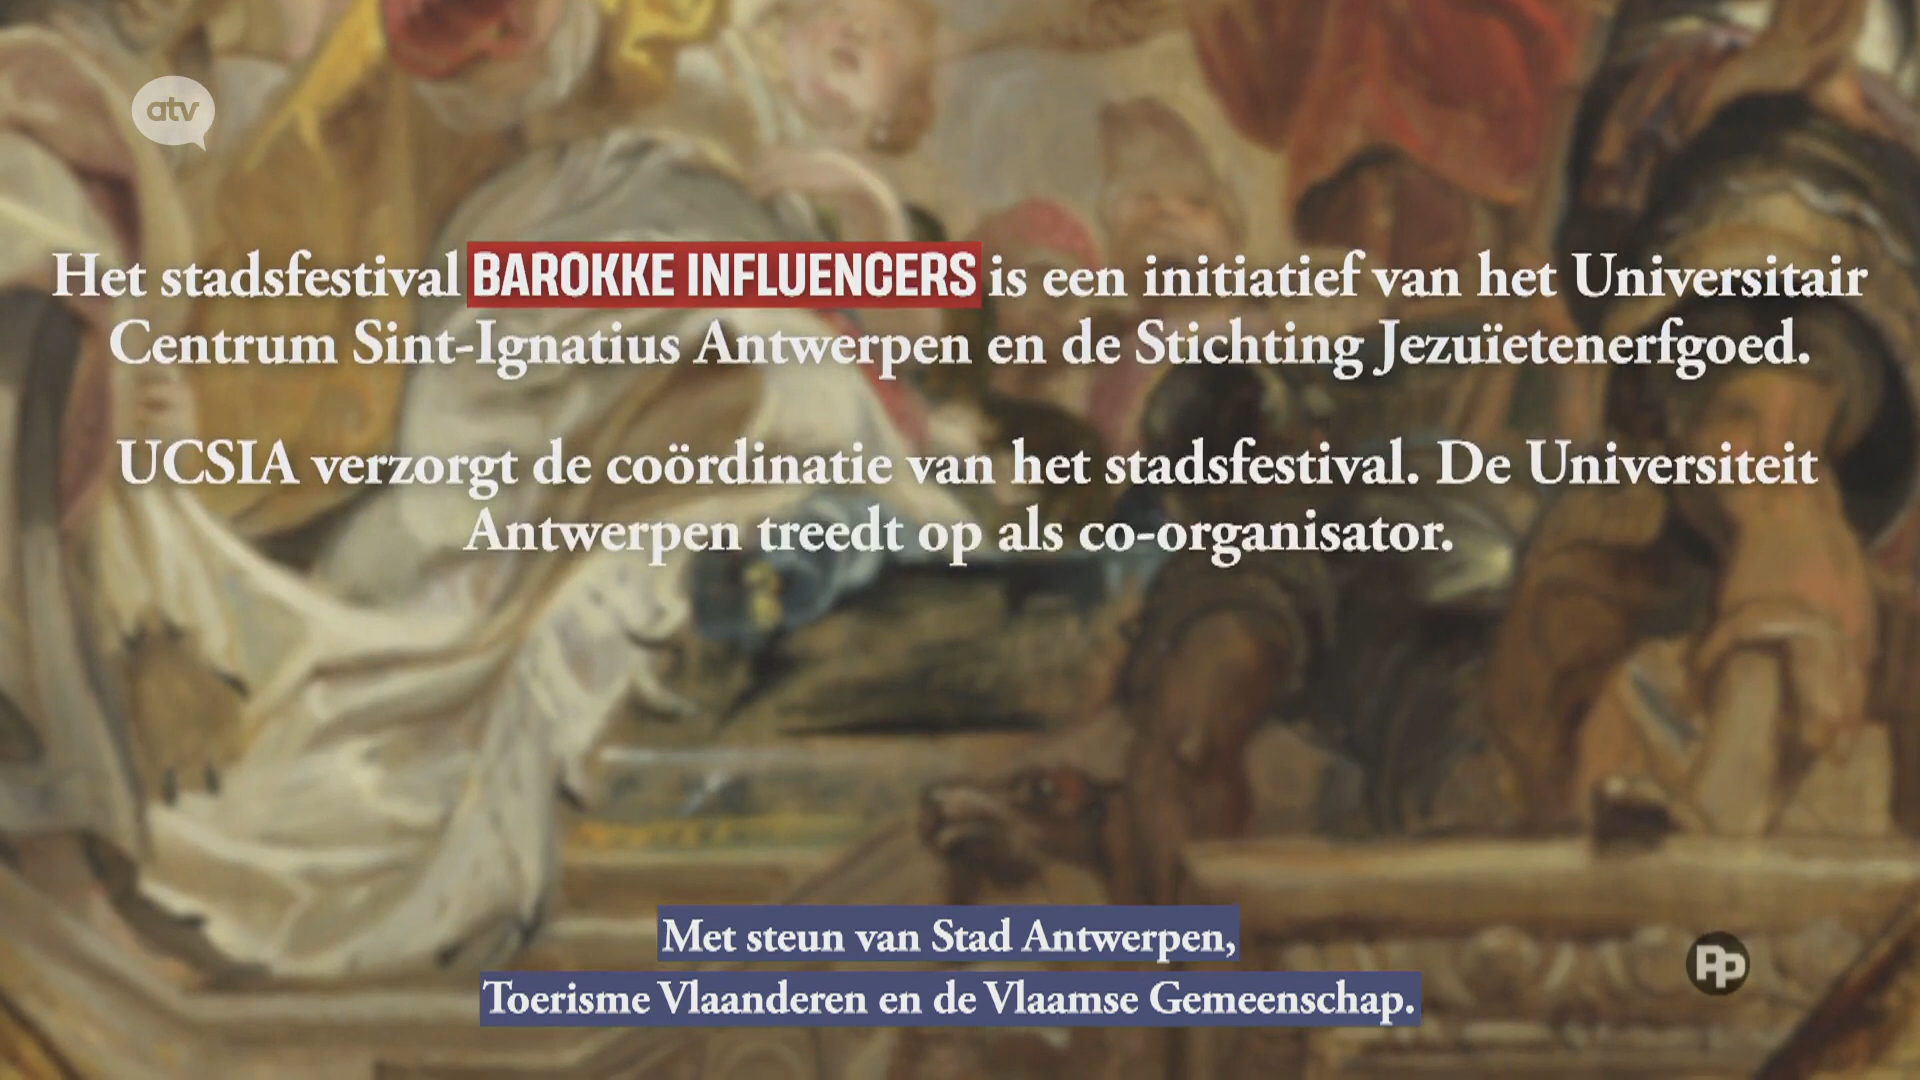 atv
Het stadsfestival BAROKKE INFLUENCERS is een initiatief van het Universitair
Centrum Sint-Ignatius Antwerpen en de Stichting Jezuïetenerfgoed.
UCSIA verzorgt de coördinatie van het stadsfestival. De Universiteit
Antwerpen treedt op als co-organisator.
Met steun van Stad Antwerpen,
Toerisme Vlaanderen en de Vlaamse Gemeenschap.
PP